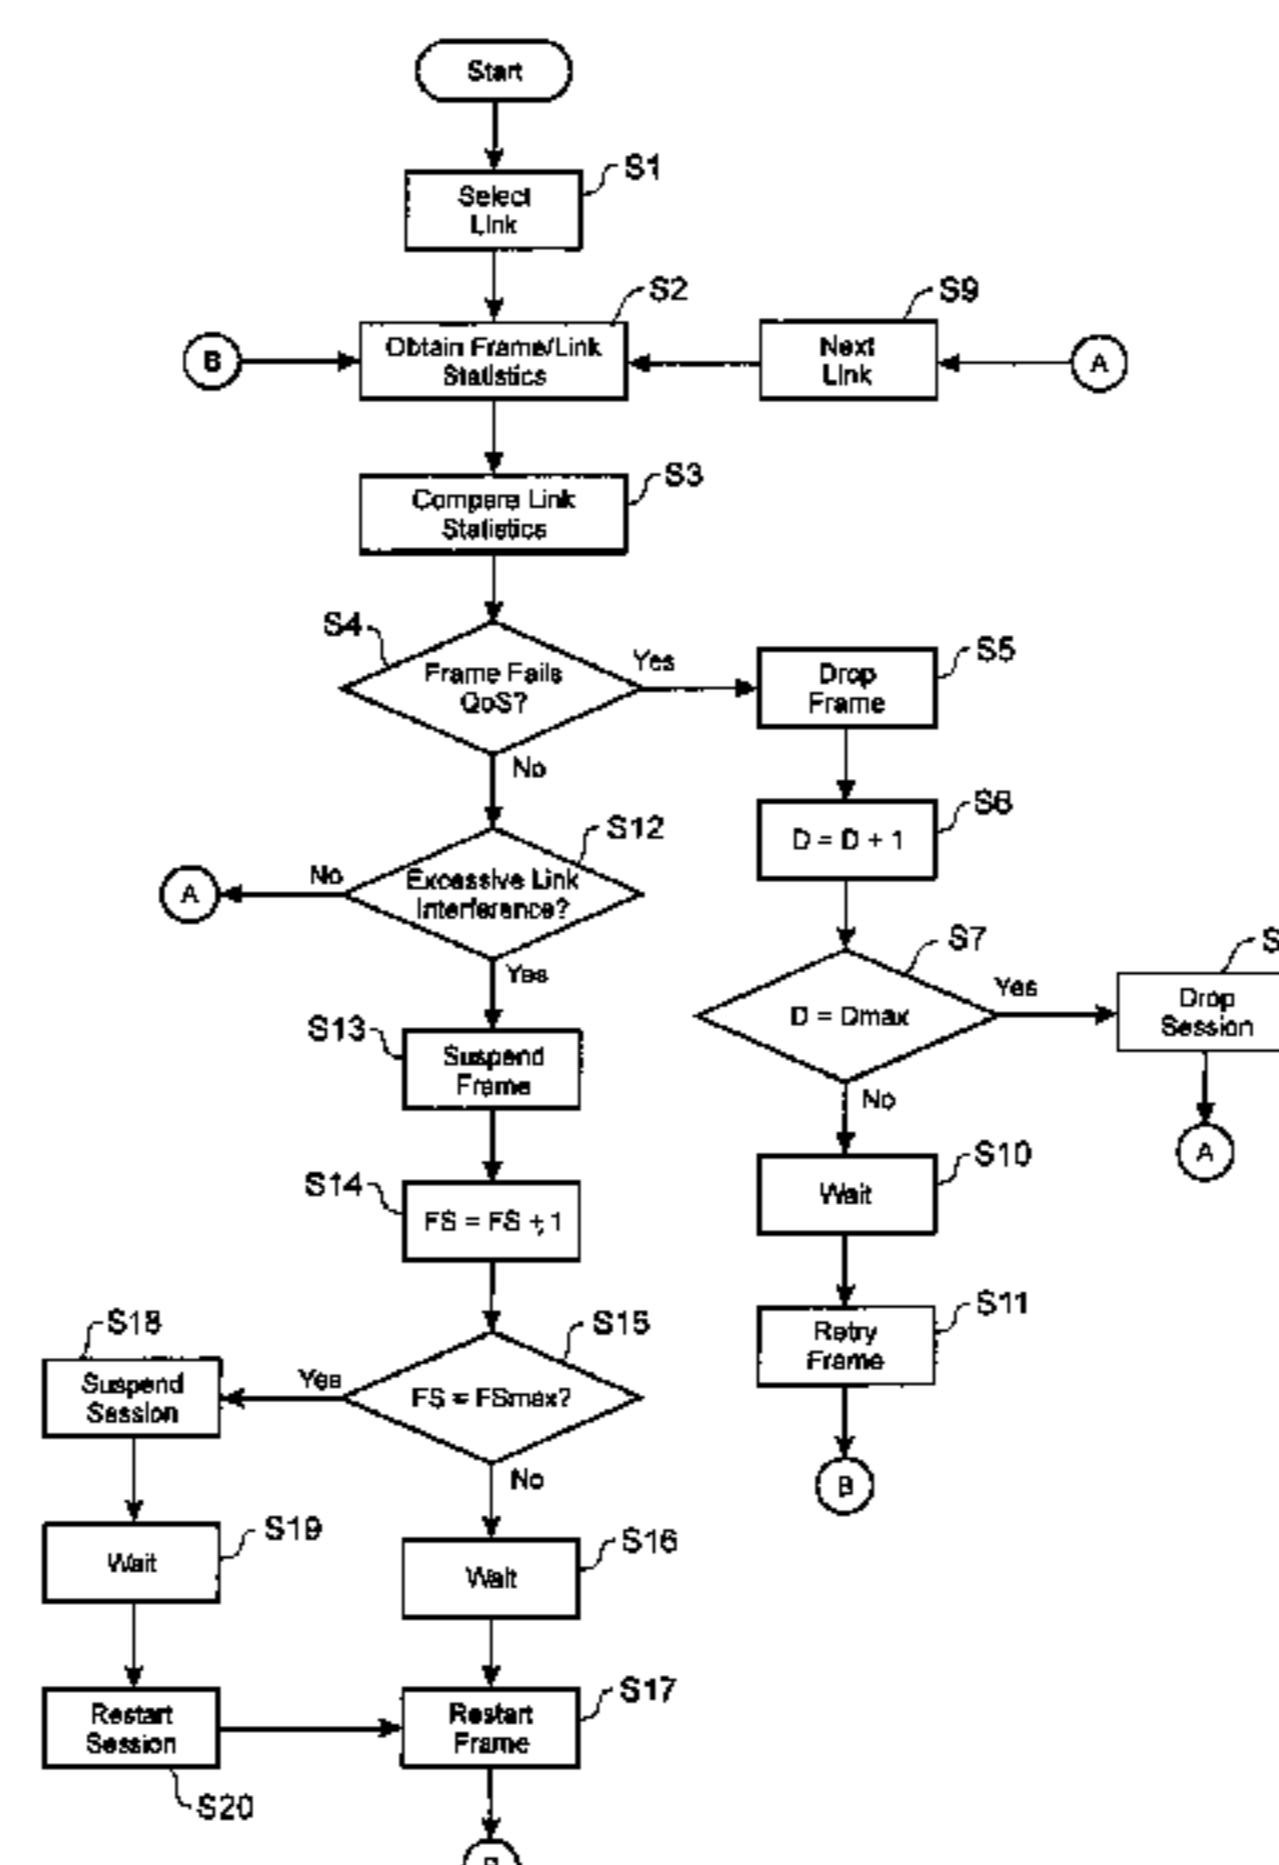 Start
S1
Select
Link
S2
S9
B
Obtain Frame/Link
Statistics
Next
Link
A
S3
Compare Link
Statistics
S4
Frame Fails
QoS?
Yes
S5
Drop
Frame
No
S6
D = D + 1
S12
No
Excessive Link
Interference?
A
Yes
S7
D = Dmax
Yes
S
Drop
Session
No
A
S13
Suspend
Frame
S10
Wait
S14
FS = FS + 1
S11
Retry
Frame
S18
S15
Suspend
Session
Yes
FS = FSmax?
No
B
S19
Wait
S16
Wait
S17
Restart
Session
Restart
Frame
S20